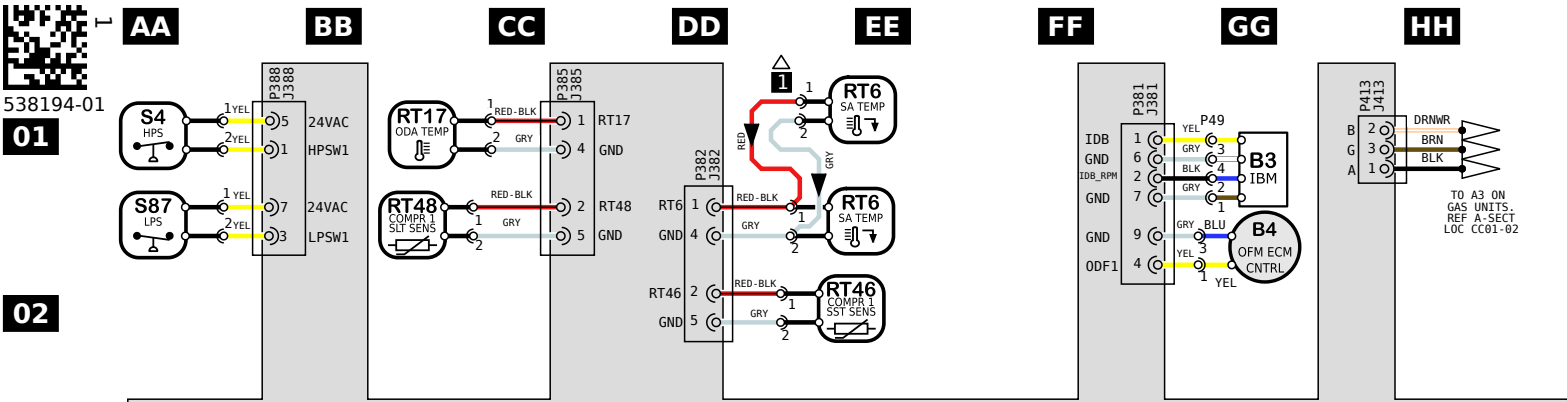 1
AA BB CC DD EE FF GG HH
538194-01
01
02
S4
HPS
1 YEL
2 YEL
S87
LPS
1 YEL
2 YEL
P388
J388
5 24VAC
1 HPSW1
7 24VAC
3 LPSW1
RT17
ODA TEMP
1 RED-BLK
2 GRY
RT48
COMPR 1
SLT SENS
RED-BLK
1
GRY
2
P385
J385
1 RT17
4 GND
2 RT48
5 GND
P382
J382
RT6 1
GND 4
RT46 2
GND 5
RED-BLK
GRY
RED-BLK
GRY
1
RED
GRY
1
2
RT6
SA TEMP
1
2
RT6
SA TEMP
1
2
RT46
COMPR 1
SST SENS
P381
J381
IDB 1
GND 6
IDB_RPM 2
GND 7
GND 9
ODF1 4
P49
YEL
GRY 3
BLK 4
GRY 2
1
B3
IBM
GRY BLU
3
YEL
1 YEL
B4
OFM ECM
CNTRL
P413
J413
B 2 DRNWR
G 3 BRN
A 1 BLK
TO A3 ON
GAS UNITS.
REF A-SECT
LOC CC01-02